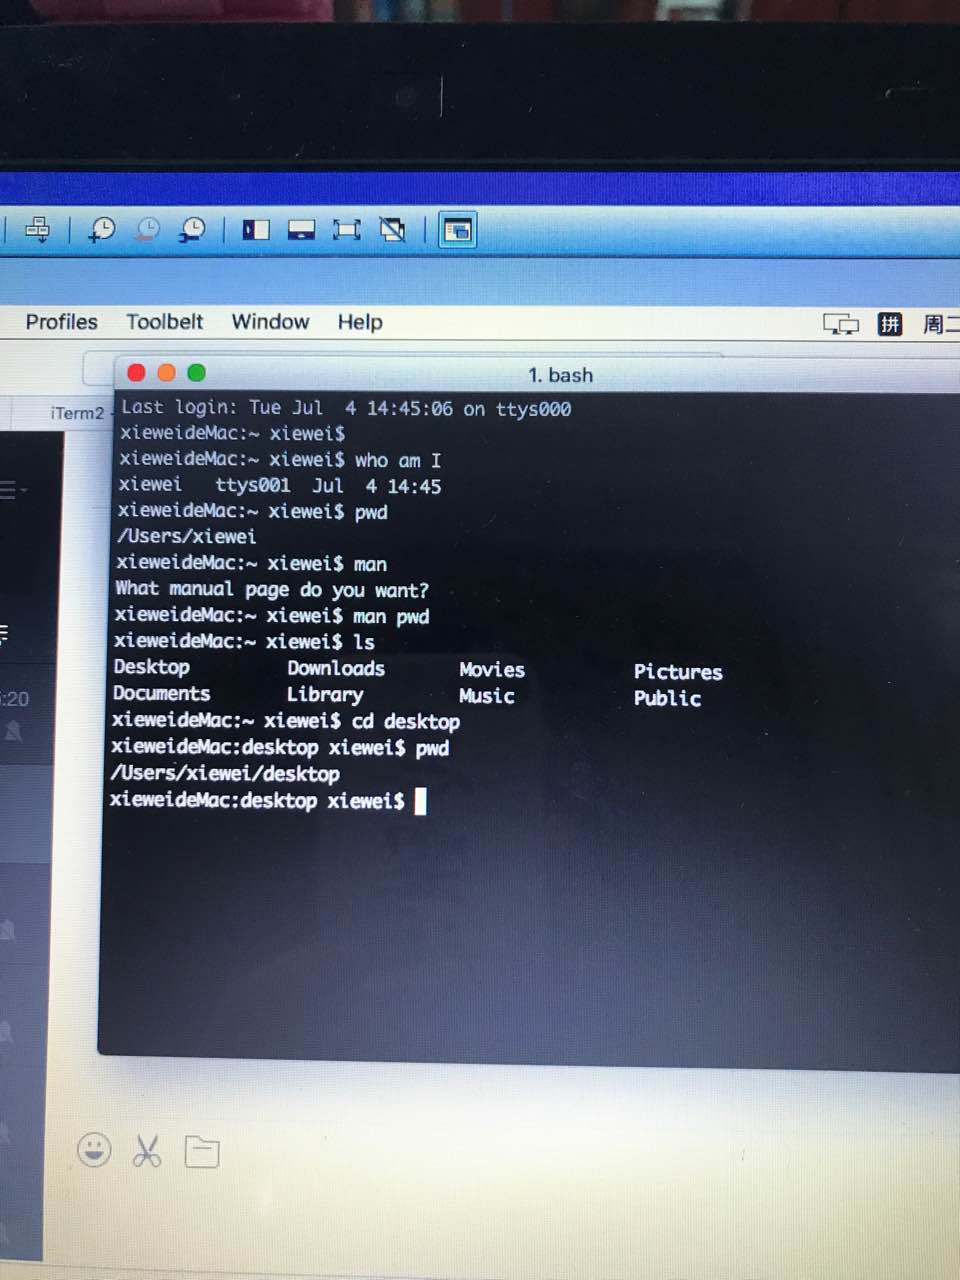 Profiles Toolbelt Window Help 拼 周二
1. bash
iTerm2
Last login: Tue Jul  4 14:45:06 on ttys000
xieweideMac:~ xiewei$
xieweideMac:~ xiewei$ who am I
xiewei   ttys001  Jul  4 14:45
xieweideMac:~ xiewei$ pwd
/Users/xiewei
xieweideMac:~ xiewei$ man
What manual page do you want?
xieweideMac:~ xiewei$ man pwd
xieweideMac:~ xiewei$ ls
Desktop Downloads Movies Pictures
Documents Library Music Public
:20
xieweideMac:~ xiewei$ cd desktop
xieweideMac:desktop xiewei$ pwd
/Users/xiewei/desktop
xieweideMac:desktop xiewei$